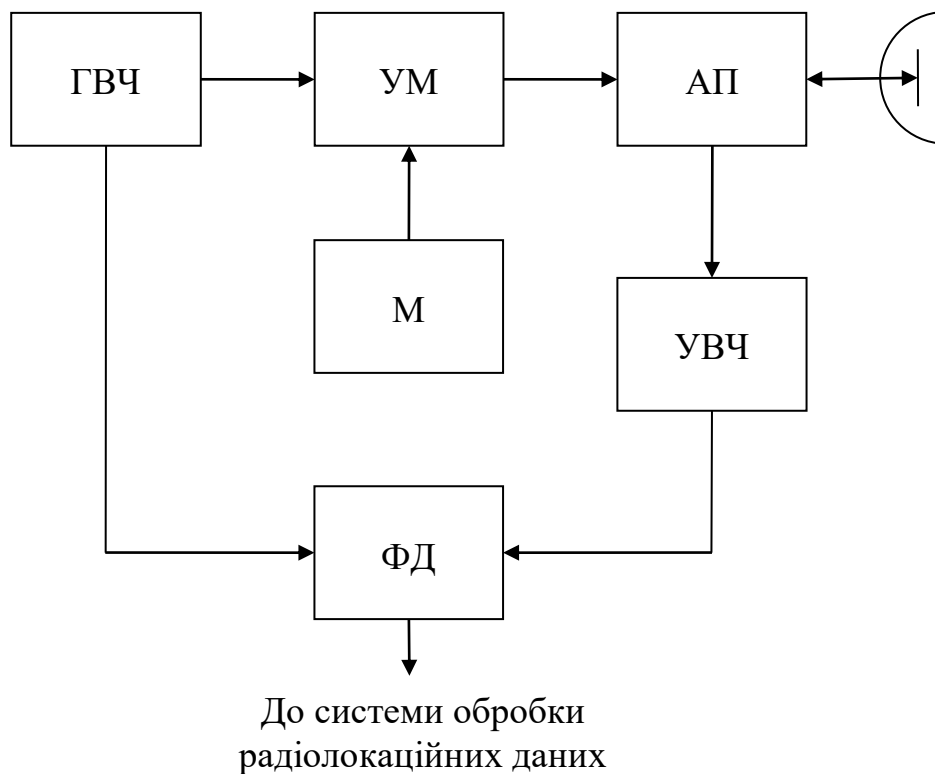 ГВЧ
УМ
АП
М
УВЧ
ФД
До системи обробки
радіолокаційних даних